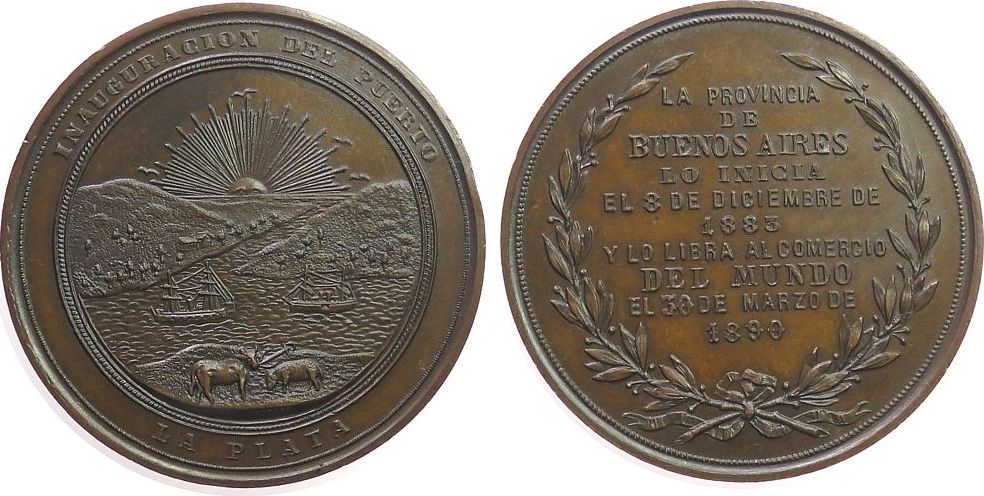 INAUGURACION DEL PUERTO
LA PLATA
LA PROVINCIA
DE
BUENOS AIRES
LO INICIA
EL 8 DE DICIEMBRE DE
1883
Y LO LIBRA AL COMERCIO
DEL MUNDO
EL 30 DE MARZO DE
1890